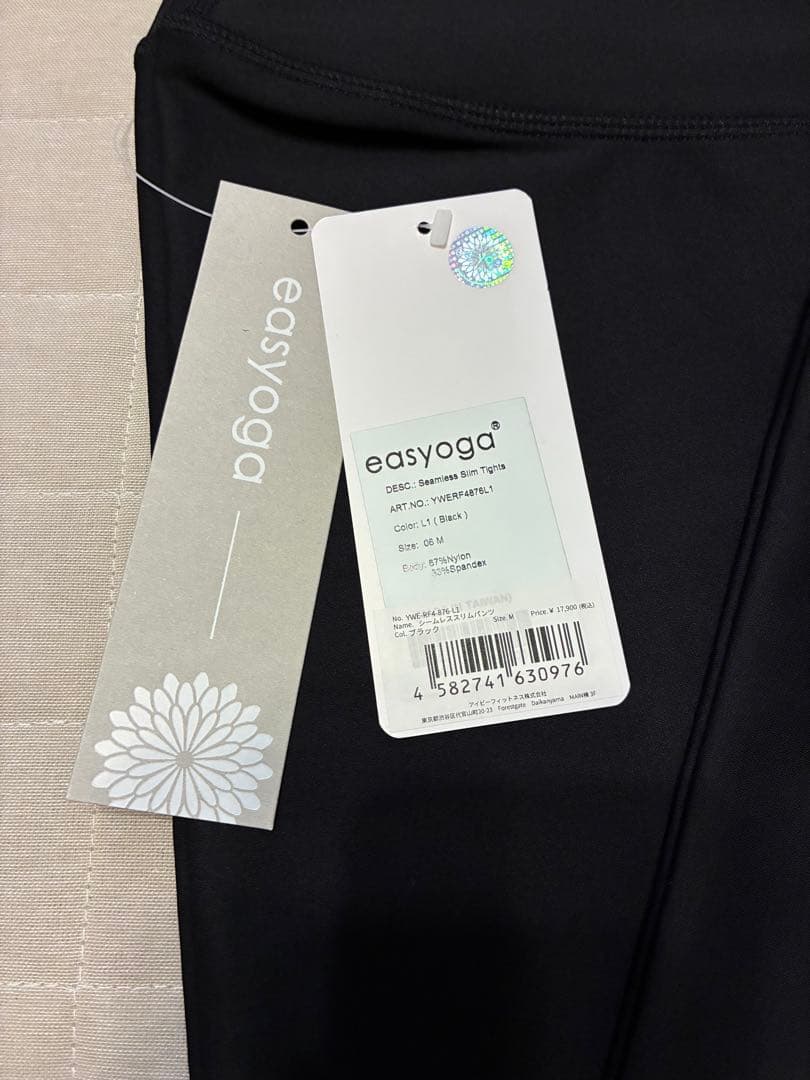 easyoga
easyoga®
DESC.: Seamless Slim Tights
ART.NO.: YWERF4876L1
Color: L1 ( Black )
Size: 06 M
Body: 67%Nylon
33%Spandex
TAIWAN)
No. YWE-RF4-876-L1
Name. シームレススリムパンツ
Col. ブラック
Size. M
Price. ¥ 17,900 (税込)
4 582741 630976
アイビーフィットネス株式会社
東京都渋谷区代官山町20-23 Forestgate Daikanyama MAIN棟 3F